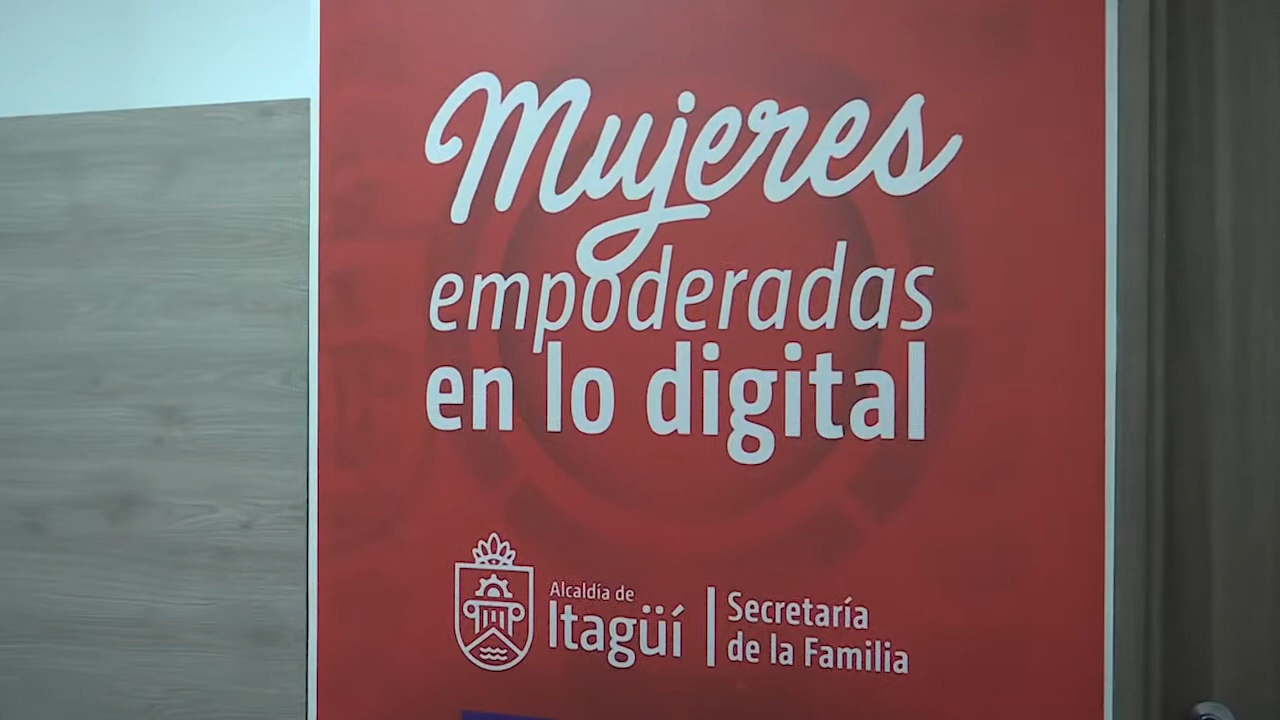 Mujeres
empoderadas
en lo digital
Alcaldía de
Itagüí
Secretaría
de la Familia